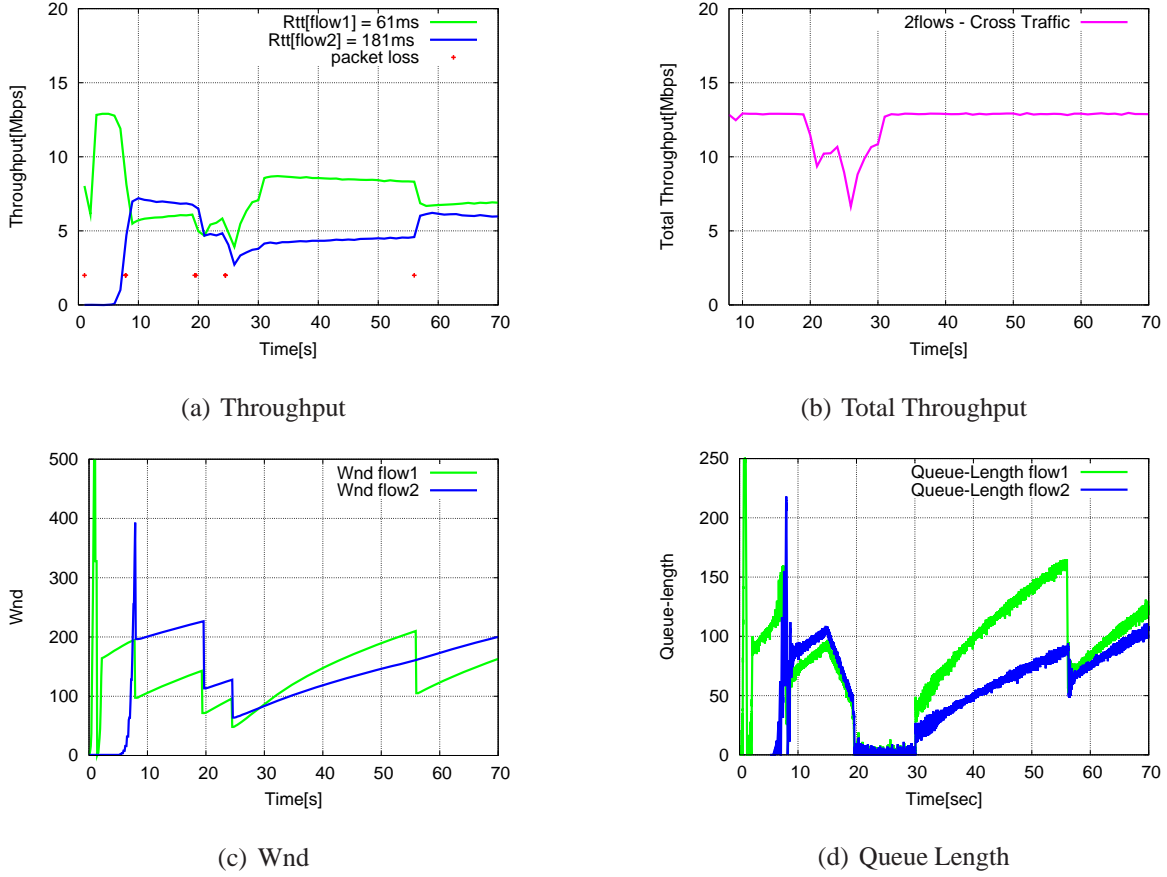 Throughput[Mbps]
20
15
10
5
0
Rtt[flow1] = 61ms
Rtt[flow2] = 181ms
packet loss
0 10 20 30 40 50 60 70
Time[s]
(a) Throughput
Total Throughput[Mbps]
20
15
10
5
0
2flows - Cross Traffic
10 20 30 40 50 60 70
Time[s]
(b) Total Throughput
Wnd
500
400
300
200
100
0
Wnd flow1
Wnd flow2
0 10 20 30 40 50 60 70
Time[s]
(c) Wnd
Queue-length
250
200
150
100
50
0
Queue-Length flow1
Queue-Length flow2
0 10 20 30 40 50 60 70
Time[sec]
(d) Queue Length